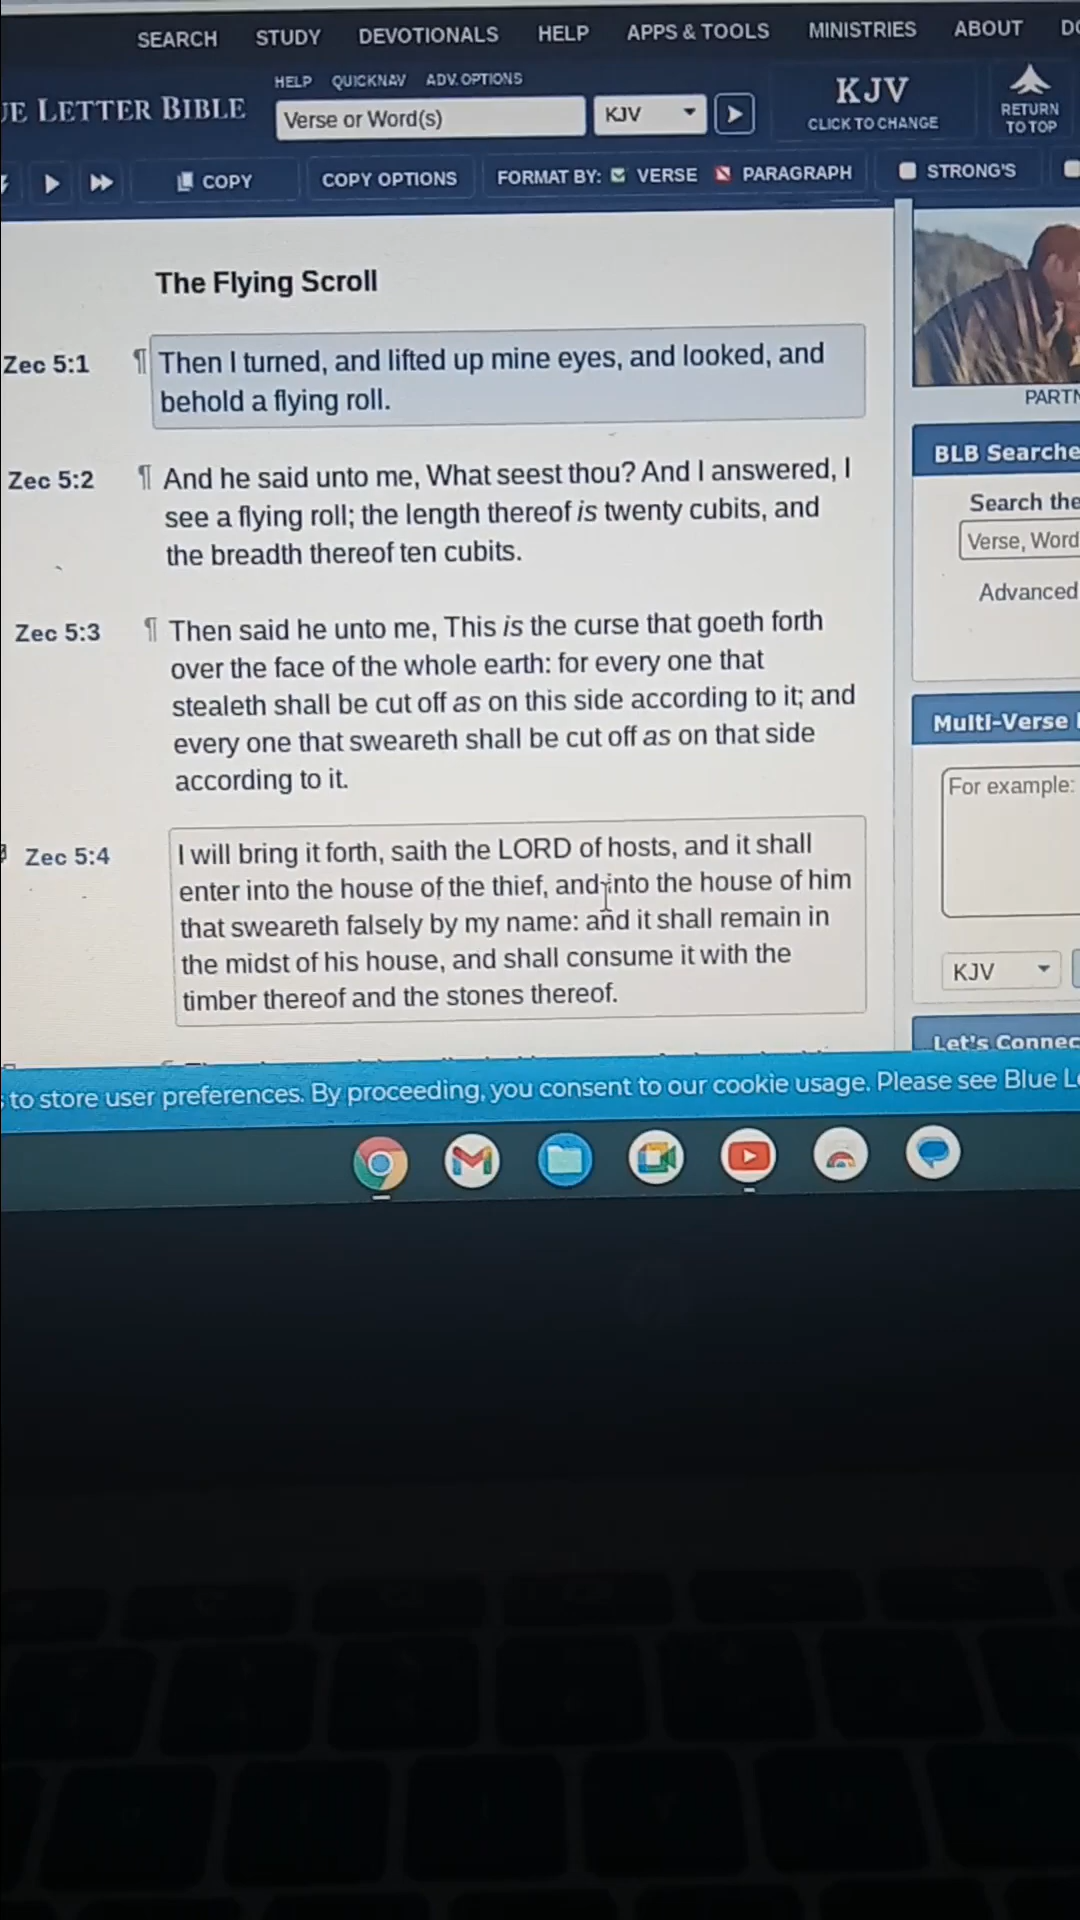 SEARCH STUDY DEVOTIONALS HELP APPS & TOOLS MINISTRIES ABOUT
HELP QUICKNAV ADV. OPTIONS
LETTER BIBLE
Verse or Word(s)
KJV
KJV
CLICK TO CHANGE
RETURN
TO TOP
COPY COPY OPTIONS FORMAT BY: VERSE PARAGRAPH STRONG'S
The Flying Scroll
Zec 5:1 ¶ Then I turned, and lifted up mine eyes, and looked, and
behold a flying roll.
Zec 5:2 ¶ And he said unto me, What seest thou? And I answered, I
see a flying roll; the length thereof is twenty cubits, and
the breadth thereof ten cubits.
Zec 5:3 ¶ Then said he unto me, This is the curse that goeth forth
over the face of the whole earth: for every one that
stealeth shall be cut off as on this side according to it; and
every one that sweareth shall be cut off as on that side
according to it.
Zec 5:4 I will bring it forth, saith the LORD of hosts, and it shall
enter into the house of the thief, and into the house of him
that sweareth falsely by my name: and it shall remain in
the midst of his house, and shall consume it with the
timber thereof and the stones thereof.
PARTN
BLB Searche
Search the
Verse, Word
Advanced
Multi-Verse
For example:
KJV
Let's Connec
to store user preferences. By proceeding, you consent to our cookie usage. Please see Blue Le